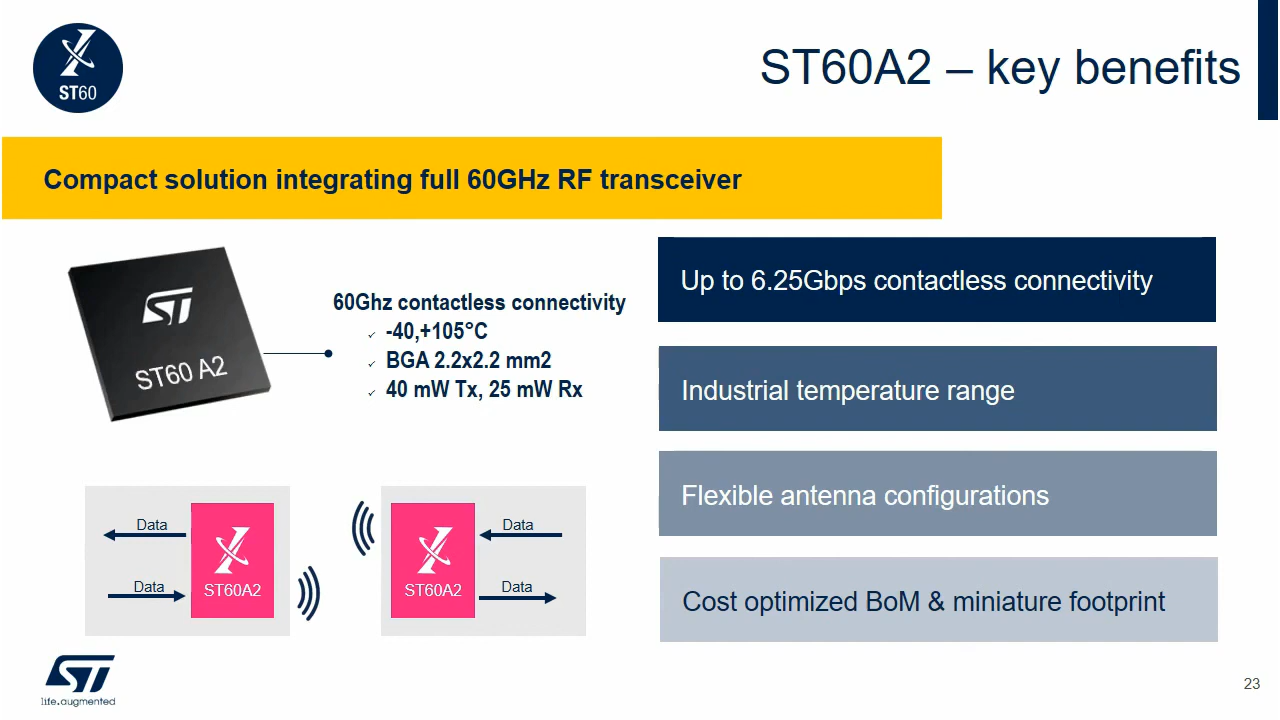 ST60
ST60A2 – key benefits
Compact solution integrating full 60GHz RF transceiver
ST
ST60 A2
60Ghz contactless connectivity
-40,+105°C
BGA 2.2x2.2 mm2
40 mW Tx, 25 mW Rx
Up to 6.25Gbps contactless connectivity
Industrial temperature range
Flexible antenna configurations
Cost optimized BoM & miniature footprint
Data
Data
ST60A2
ST60A2
Data
Data
ST
life.augmented
23